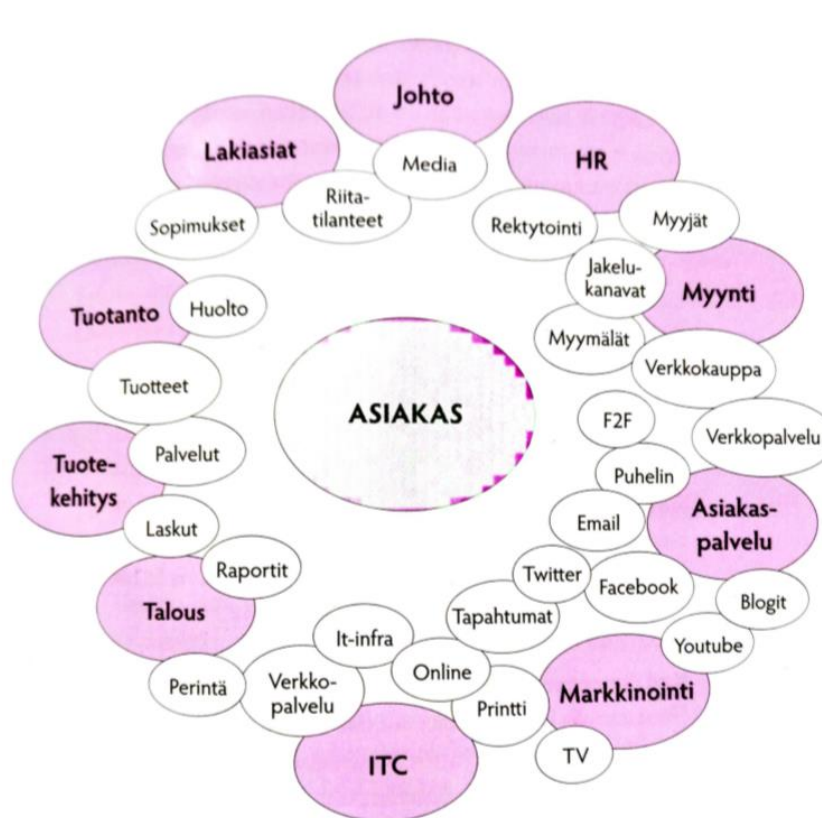 Johto
Media
Lakiasiat
Riita-
tilanteet
Sopimukset
HR
Rektytointi
Myyjät
Jakelu-
kanavat
Myynti
Myymälät
Verkkokauppa
Tuotanto
Huolto
Tuotteet
ASIAKAS
F2F
Verkkopalvelu
Puhelin
Tuote-
kehitys
Palvelut
Laskut
Email
Asiakas-
palvelu
Raportit
Twitter
Facebook
Blogit
Talous
Tapahtumat
Youtube
It-infra
Online
Perintä
Verkko-
palvelu
Printti
Markkinointi
TV
ITC